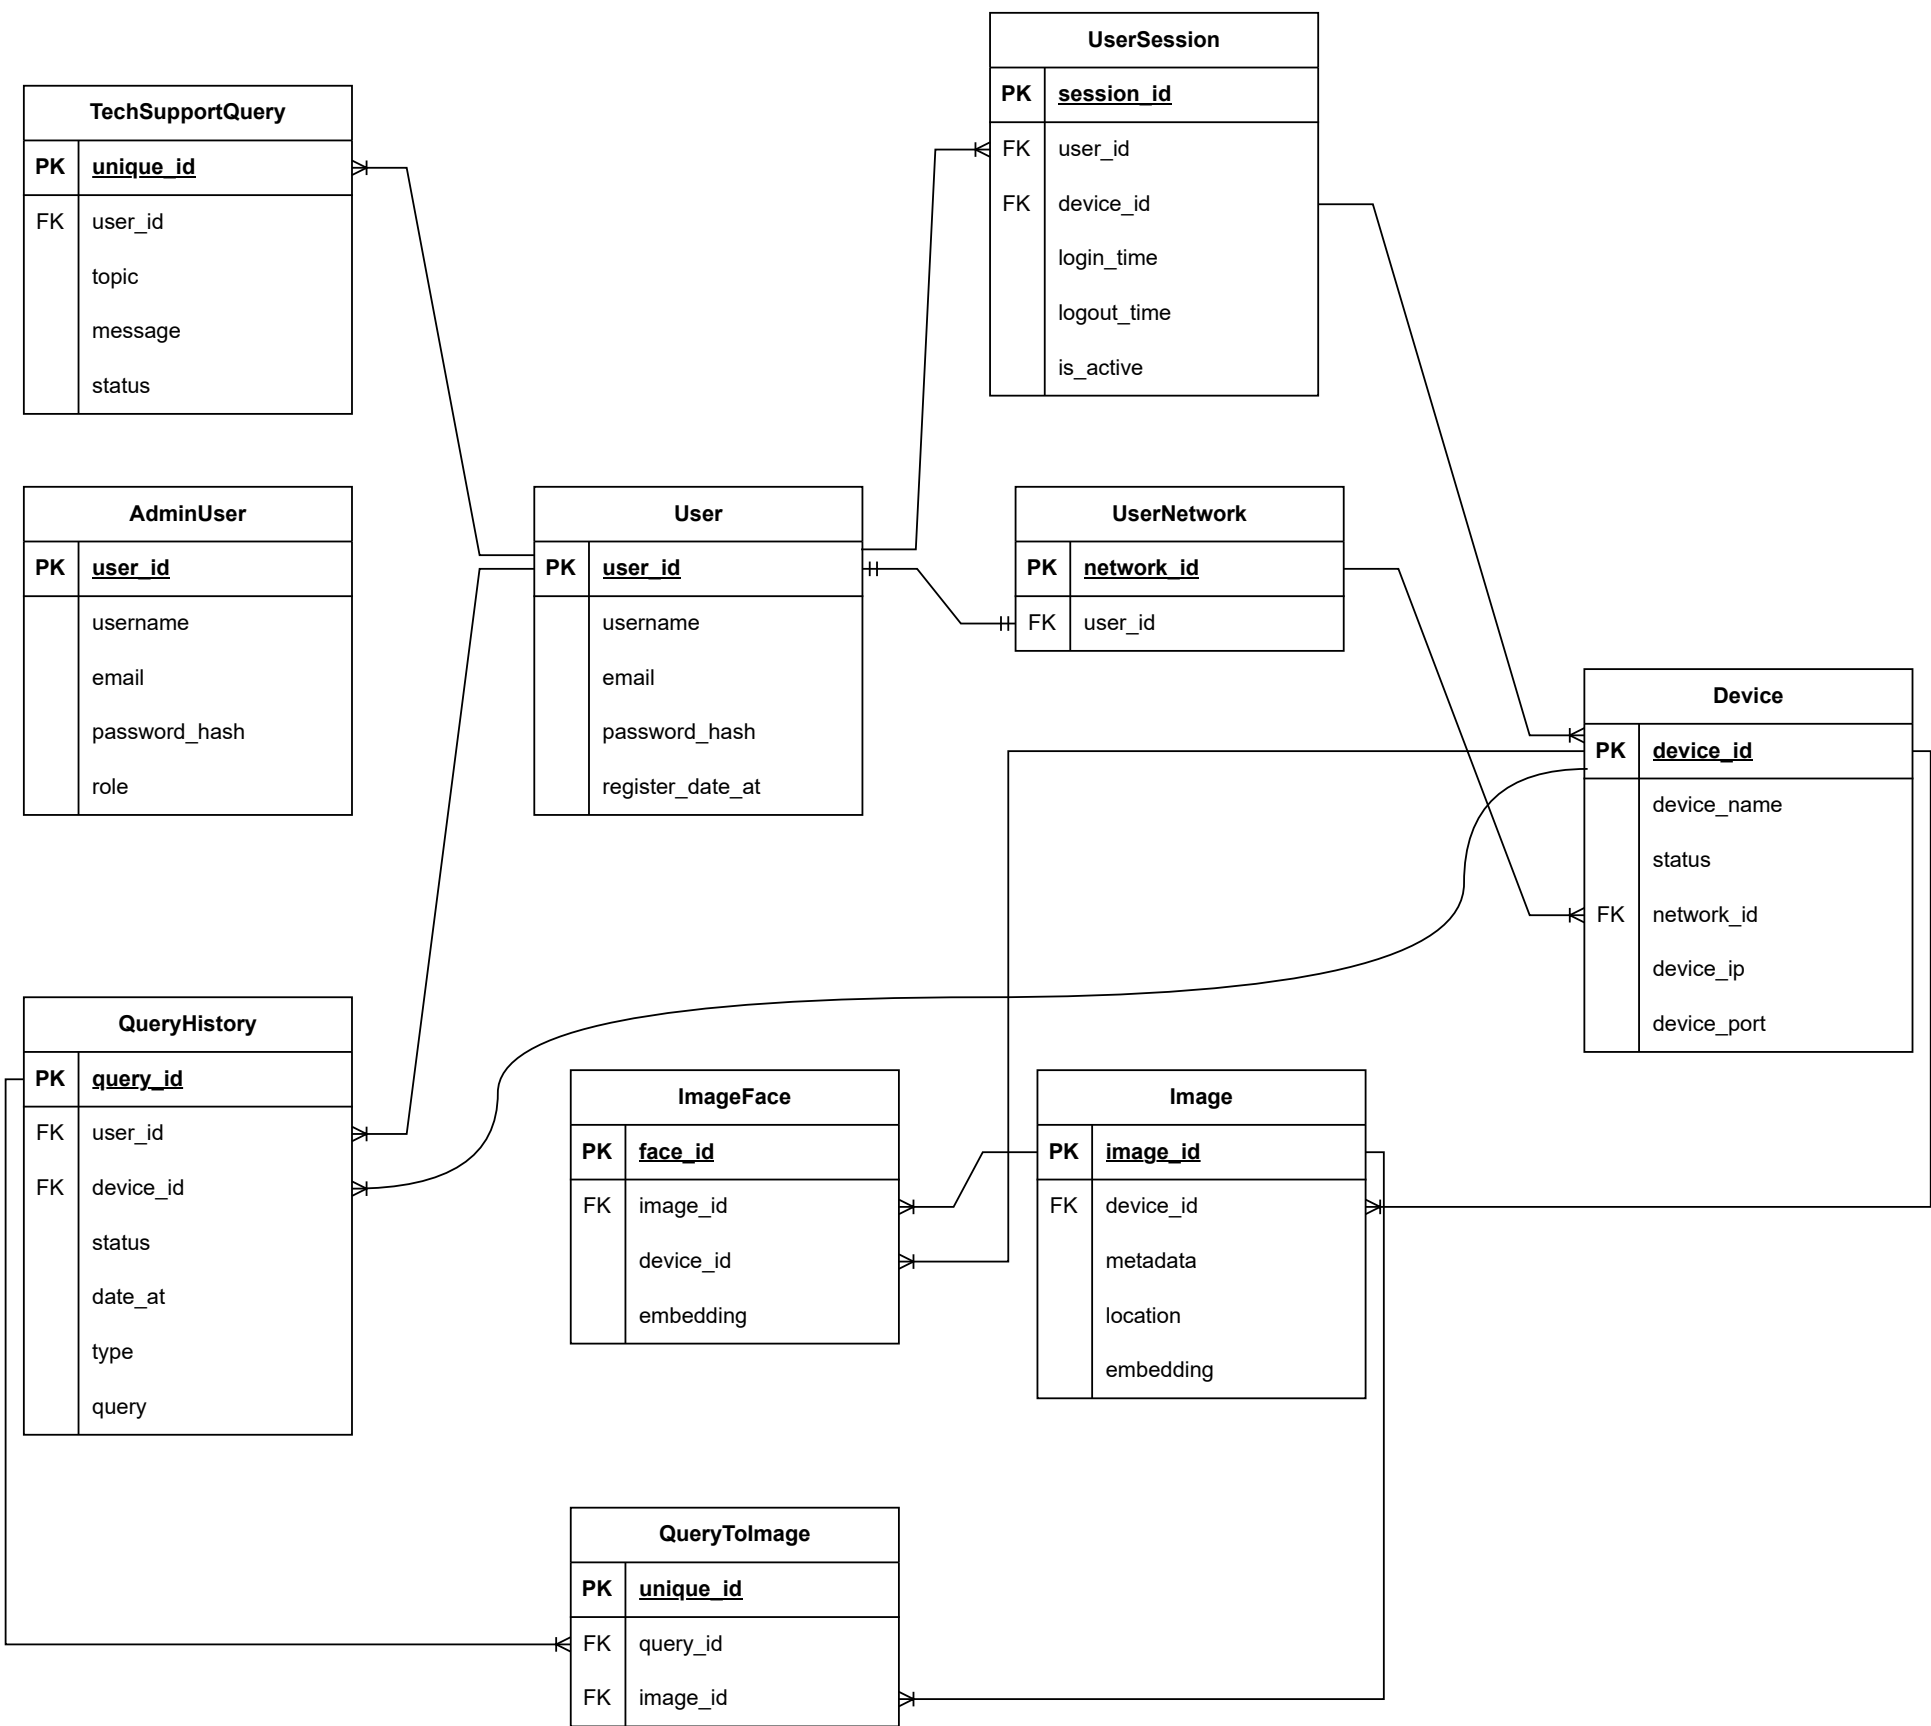 UserSession
PK session_id
FK user_id
FK device_id
login_time
logout_time
is_active
TechSupportQuery
PK unique_id
FK user_id
topic
message
status
AdminUser
PK user_id
username
email
password_hash
role
User
PK user_id
username
email
password_hash
register_date_at
UserNetwork
PK network_id
FK user_id
Device
PK device_id
device_name
status
FK network_id
device_ip
device_port
QueryHistory
PK query_id
FK user_id
FK device_id
status
date_at
type
query
ImageFace
PK face_id
FK image_id
device_id
embedding
Image
PK image_id
FK device_id
metadata
location
embedding
QueryToImage
PK unique_id
FK query_id
FK image_id